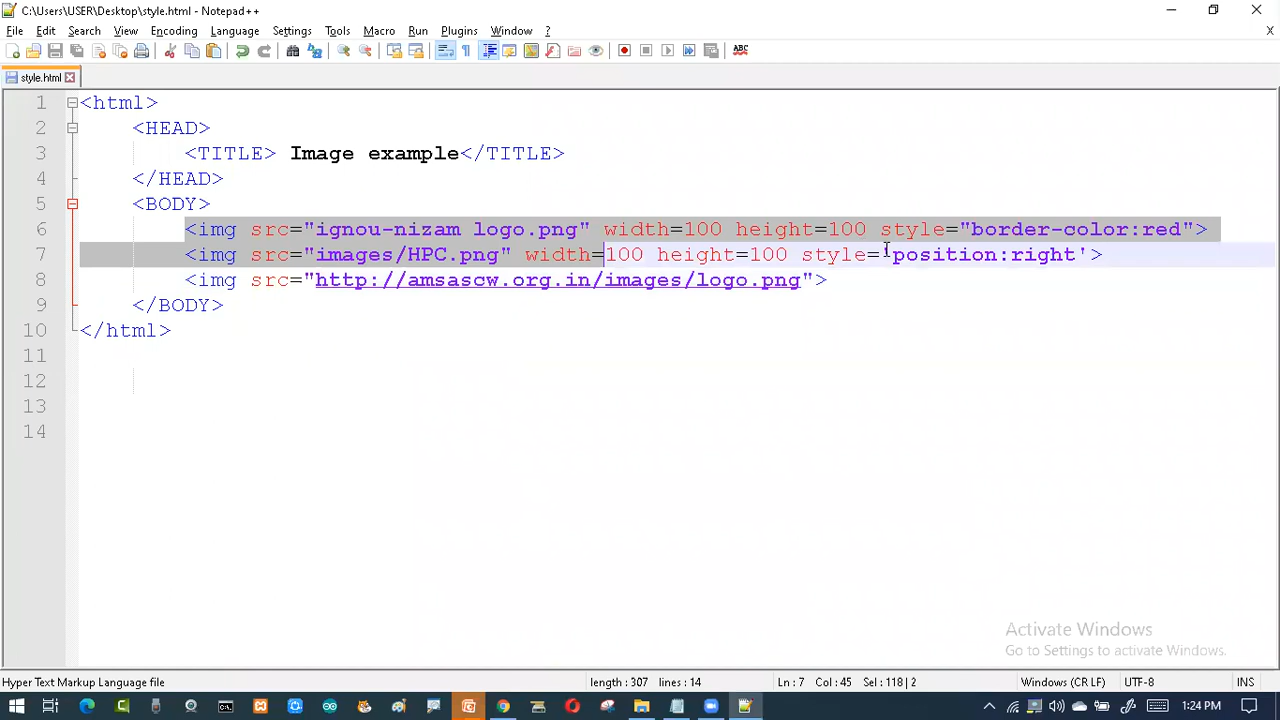 C:\Users\USER\Desktop\style.html - Notepad++
File Edit Search View Encoding Language Settings Tools Macro Run Plugins Window ? X
ABC
style.html
1 <html>
2 <HEAD>
3 <TITLE> Image example</TITLE>
4 </HEAD>
5 <BODY>
6 <img src="ignou-nizam logo.png" width=100 height=100 style="border-color:red">
7 <img src="images/HPC.png" width=100 height=100 style='position:right'>
8 <img src="http://amsascw.org.in/images/logo.png">
9 </BODY>
10 </html>
11
12
13
14
Activate Windows
Go to Settings to activate Windows.
Hyper Text Markup Language file length : 307 lines : 14 Ln : 7 Col : 45 Sel : 118 | 2 Windows (CR LF) UTF-8 INS
ENG 1:24 PM